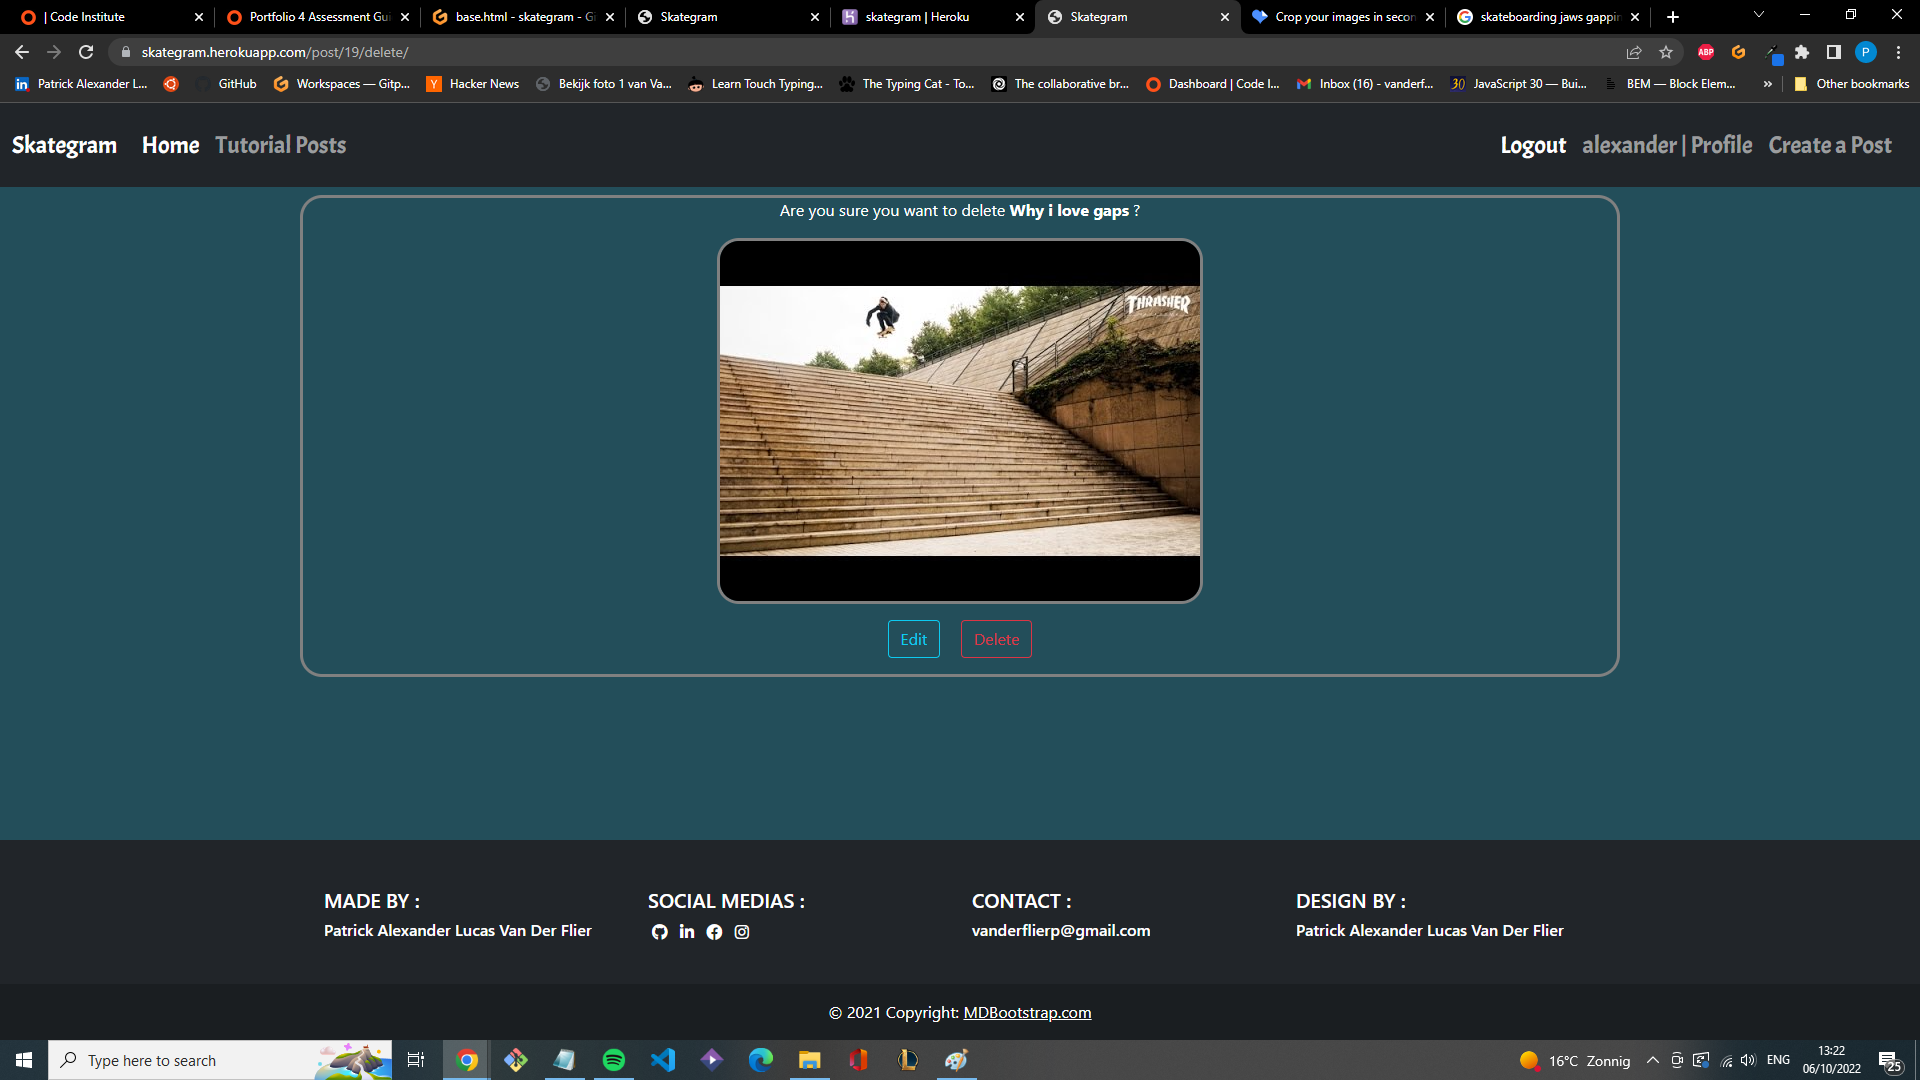 | Code Institute
Portfolio 4 Assessment Gui
base.html - skategram - Gi
Skategram
skategram | Heroku
Skategram
Crop your images in secon
skateboarding jaws gappin
skategram.herokuapp.com/post/19/delete/
ABP
P
Patrick Alexander L...
GitHub
Workspaces — Gitp...
Y
Hacker News
Bekijk foto 1 van Va...
Learn Touch Typing...
The Typing Cat - To...
The collaborative br...
Dashboard | Code I...
Inbox (16) - vanderf...
30
JavaScript 30 — Bui...
BEM — Block Elem...
»
Other bookmarks
Skategram
Home
Tutorial Posts
Logout
alexander | Profile
Create a Post
Are you sure you want to delete Why i love gaps ?
THRASHER
Edit
Delete
MADE BY :
Patrick Alexander Lucas Van Der Flier
SOCIAL MEDIAS :
CONTACT :
vanderflierp@gmail.com
DESIGN BY :
Patrick Alexander Lucas Van Der Flier
© 2021 Copyright: MDBootstrap.com
Type here to search
16°C Zonnig
ENG
13:22
06/10/2022
25